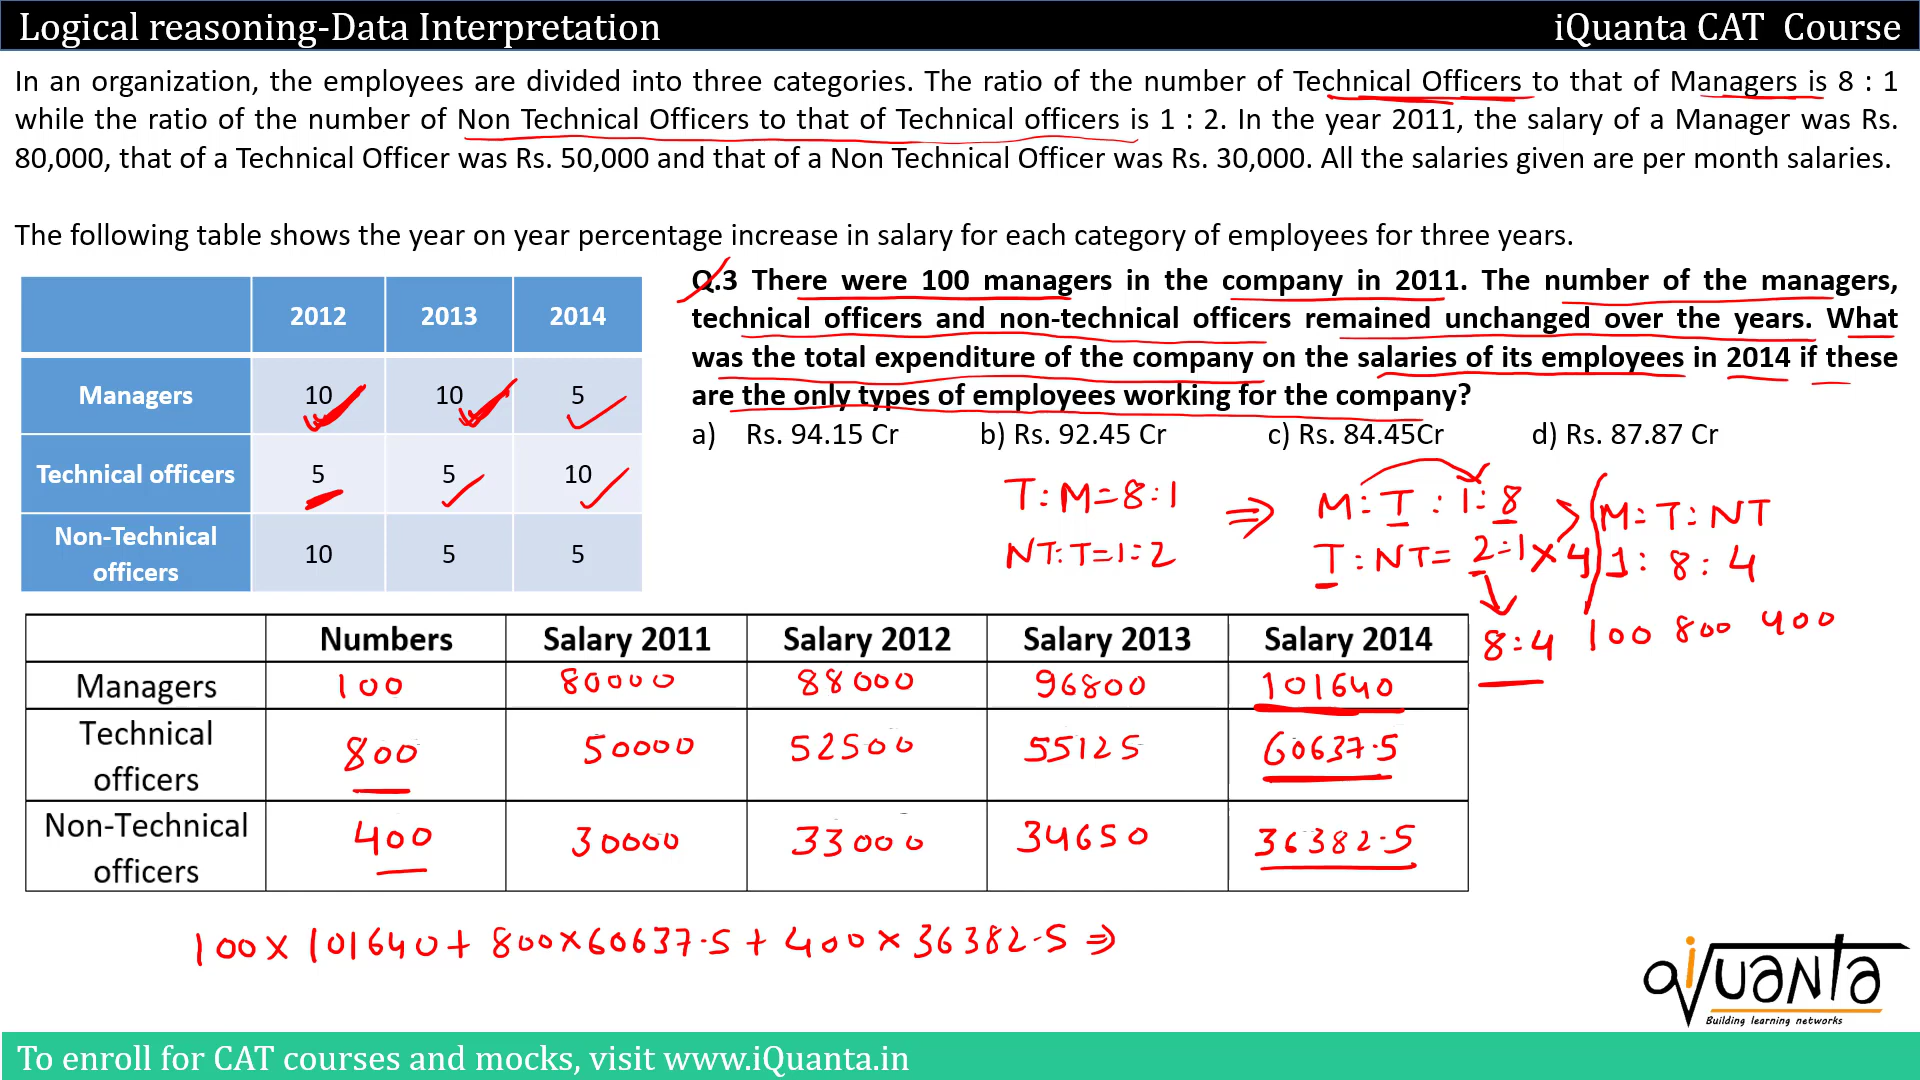 Logical reasoning-Data Interpretation
iQuanta CAT Course
In an organization, the employees are divided into three categories. The ratio of the number of Technical Officers to that of Managers is 8 : 1
while the ratio of the number of Non Technical Officers to that of Technical officers is 1 : 2. In the year 2011, the salary of a Manager was Rs.
80,000, that of a Technical Officer was Rs. 50,000 and that of a Non Technical Officer was Rs. 30,000. All the salaries given are per month salaries.
The following table shows the year on year percentage increase in salary for each category of employees for three years.
2012 2013 2014
Managers 10 10 5
Technical officers 5 5 10
Non-Technical
officers 10 5 5
Q.3 There were 100 managers in the company in 2011. The number of the managers,
technical officers and non-technical officers remained unchanged over the years. What
was the total expenditure of the company on the salaries of its employees in 2014 if these
are the only types of employees working for the company?
a) Rs. 94.15 Cr b) Rs. 92.45 Cr c) Rs. 84.45Cr d) Rs. 87.87 Cr
T : M = 8 : 1 ⇒ M : T : 1 : 8 > M : T : NT
NT : T = 1 : 2 T : NT = 2 : 1 × 4 1 : 8 : 4
8 : 4 100 800 400
Numbers Salary 2011 Salary 2012 Salary 2013 Salary 2014
Managers 100 80000 88000 96800 101640
Technical
officers 800 50000 52500 55125 60637.5
Non-Technical
officers 400 30000 33000 34650 36382.5
100 × 101640 + 800 × 60637.5 + 400 × 36382.5 ⇒
iQuanta
Building learning networks
To enroll for CAT courses and mocks, visit www.iQuanta.in